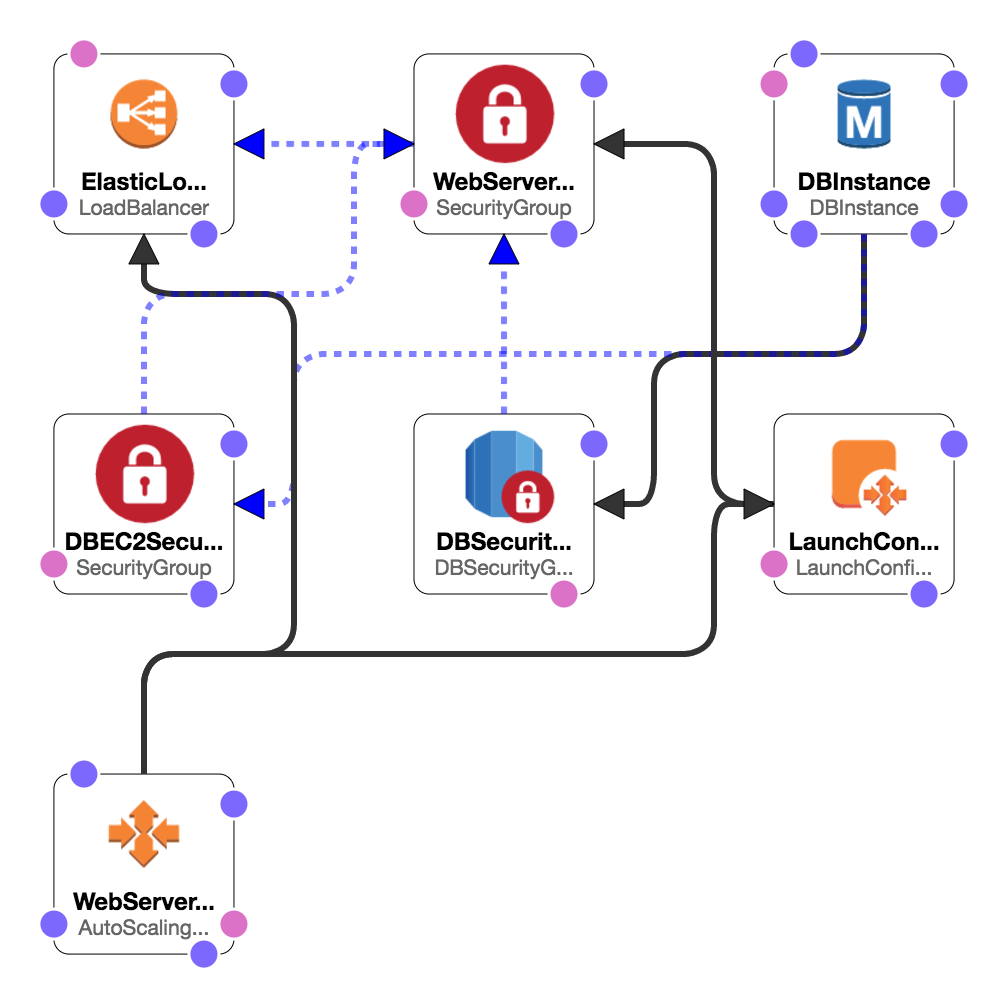 ElasticLo...
LoadBalancer
WebServer...
SecurityGroup
M
DBInstance
DBInstance
DBEC2Secu...
SecurityGroup
DBSecurit...
DBSecurityG...
LaunchCon...
LaunchConfi...
WebServer...
AutoScaling...